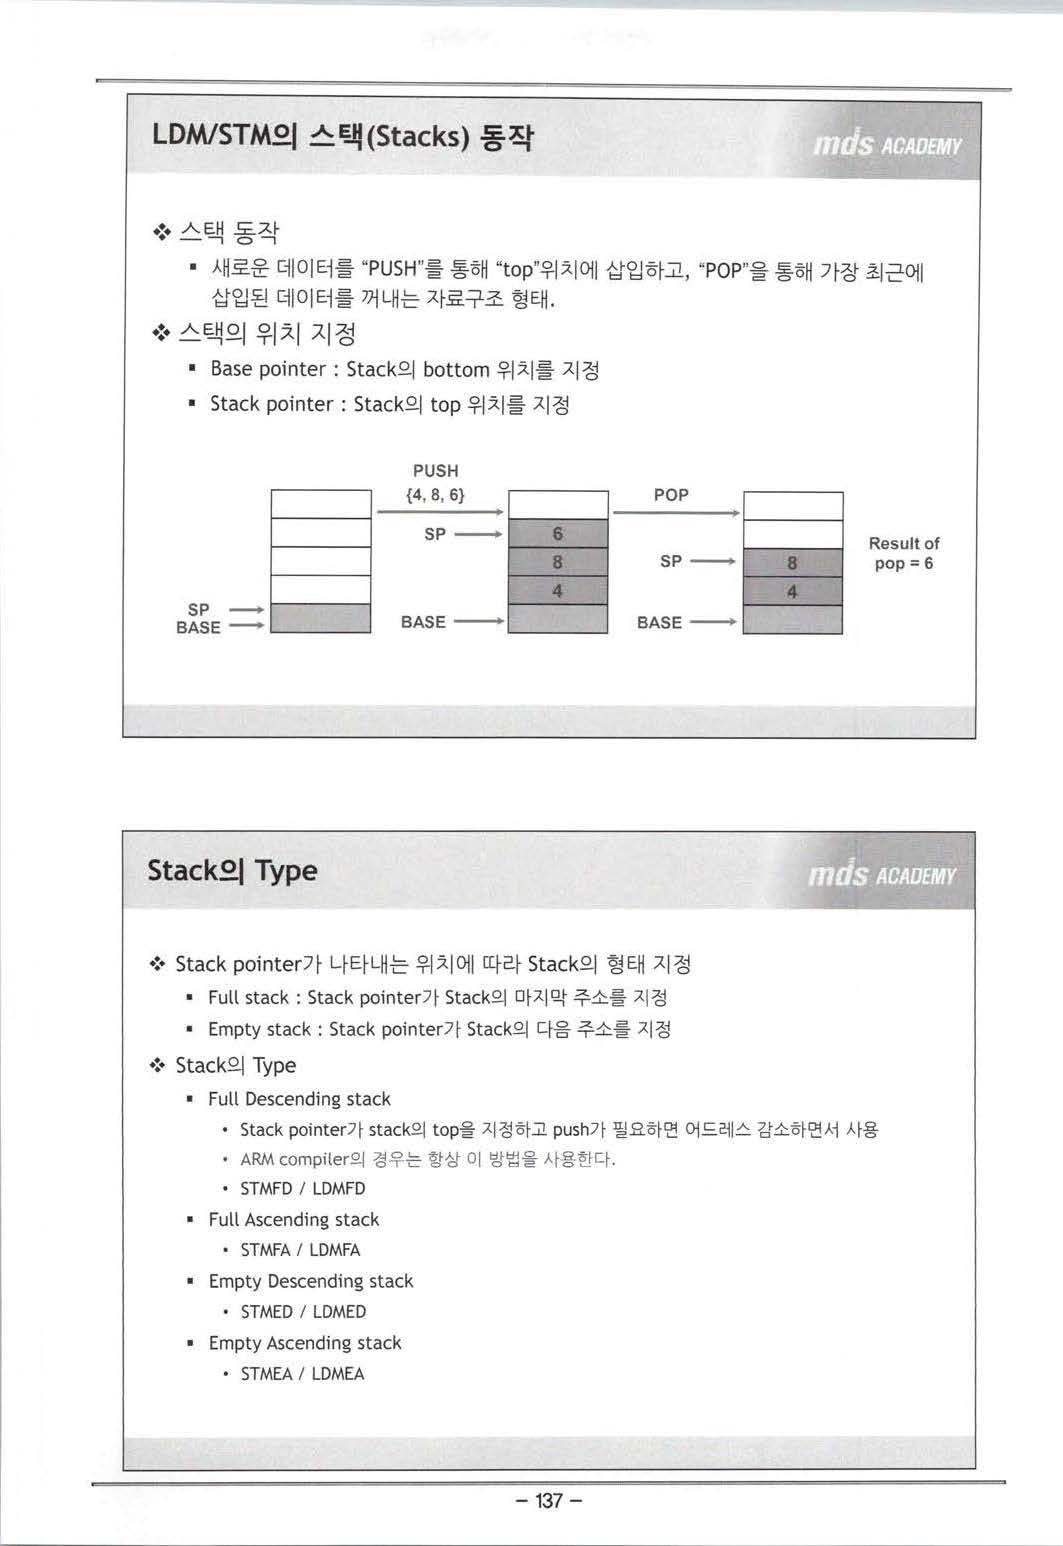 LDM/STM의 스택(Stacks) 동작
mds ACADEMY
❖ 스택 동작
▪ 새로운 데이터를 “PUSH”를 통해 “top”위치에 삽입하고, “POP”을 통해 가장 최근에
삽입된 데이터를 꺼내는 자료구조 형태.
❖ 스택의 위치 지정
▪ Base pointer : Stack의 bottom 위치를 지정
▪ Stack pointer : Stack의 top 위치를 지정
PUSH
{4, 8, 6}
POP
SP
6
8
4
SP
8
4
Result of
pop = 6
SP
BASE
BASE
BASE
Stack의 Type
mds ACADEMY
❖ Stack pointer가 나타내는 위치에 따라 Stack의 형태 지정
▪ Full stack : Stack pointer가 Stack의 마지막 주소를 지정
▪ Empty stack : Stack pointer가 Stack의 다음 주소를 지정
❖ Stack의 Type
▪ Full Descending stack
• Stack pointer가 stack의 top을 지정하고 push가 필요하면 어드레스 감소하면서 사용
• ARM compiler의 경우는 항상 이 방법을 사용한다.
• STMFD / LDMFD
▪ Full Ascending stack
• STMFA / LDMFA
▪ Empty Descending stack
• STMED / LDMED
▪ Empty Ascending stack
• STMEA / LDMEA
– 137 –